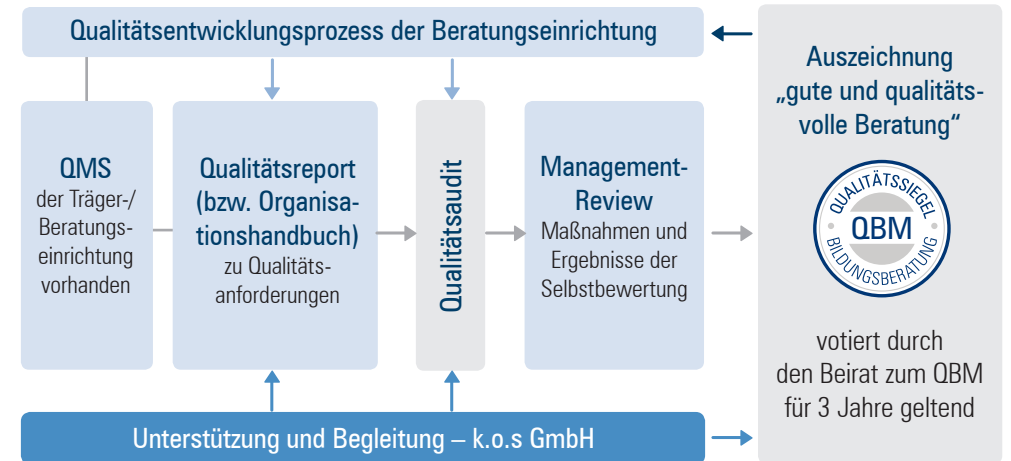 Qualitätsentwicklungsprozess der Beratungseinrichtung
QMS
der Träger-/
Beratungs-
einrichtung
vorhanden
Qualitätsreport
(bzw. Organisa-
tionshandbuch)
zu Qualitäts-
anforderungen
Qualitätsaudit
Management-
Review
Maßnahmen und
Ergebnisse der
Selbstbewertung
Auszeichnung
„gute und qualitäts-
volle Beratung“
QUALITÄTSSIEGEL
QBM
BILDUNGSBERATUNG
votiert durch
den Beirat zum QBM
für 3 Jahre geltend
Unterstützung und Begleitung – k.o.s GmbH